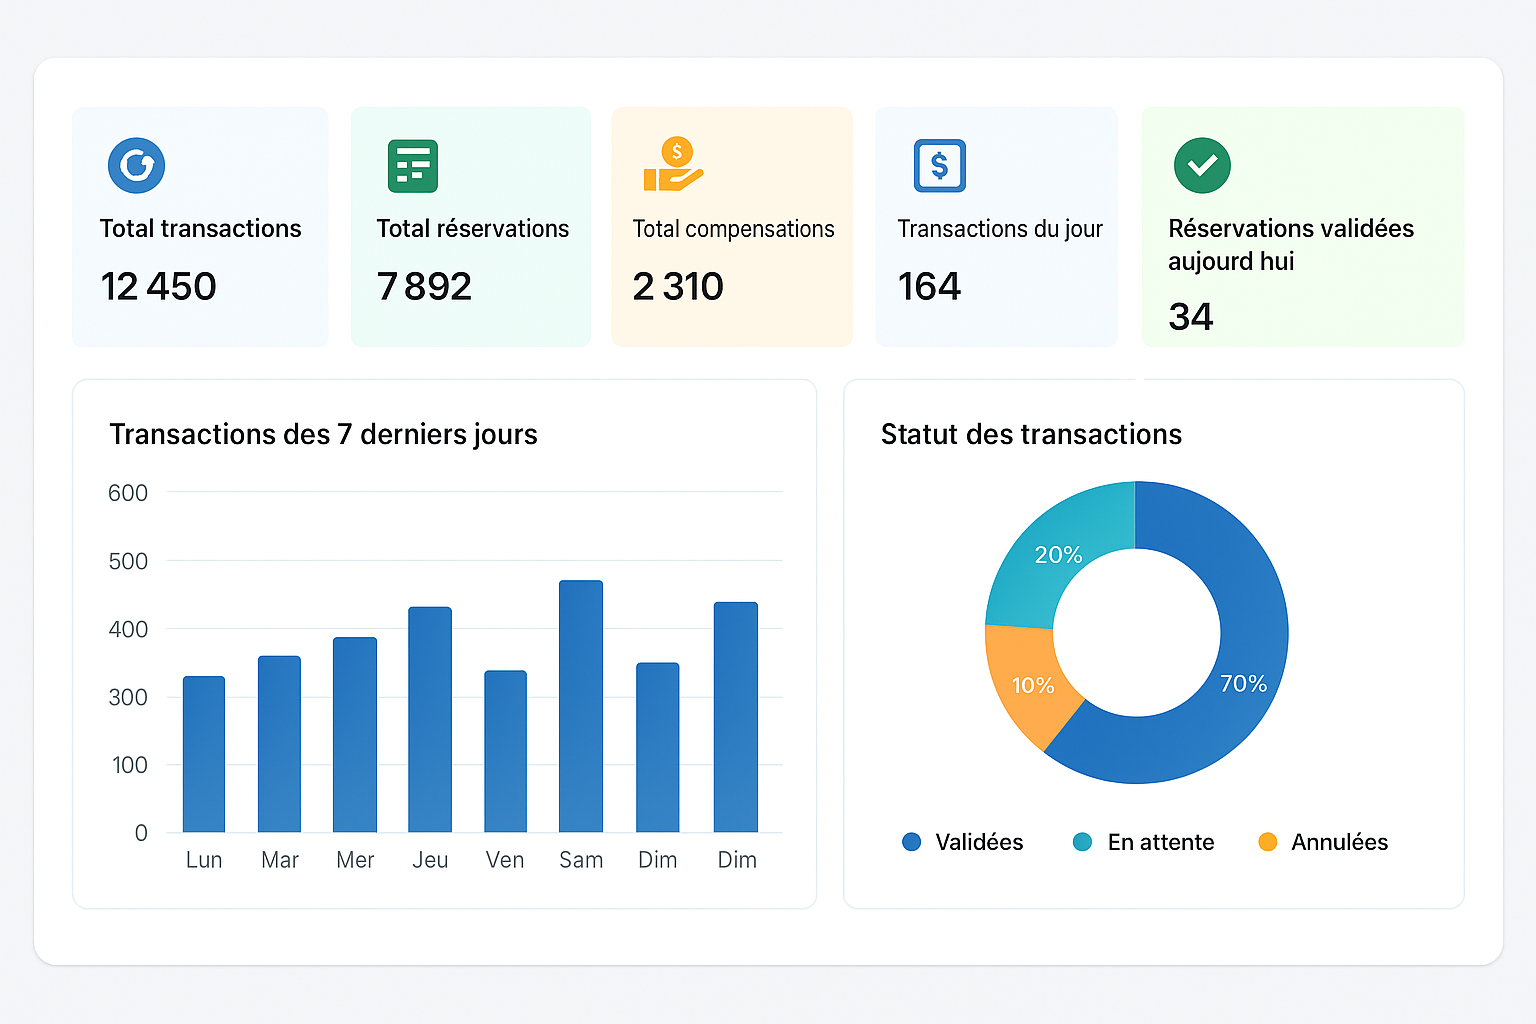 Total transactions
12 450
Total réservations
7 892
Total compensations
2 310
Transactions du jour
164
Réservations validées
aujourd hui
34
Transactions des 7 derniers jours
600
500
400
300
100
0
Lun Mar Mer Jeu Ven Sam Dim Dim
Statut des transactions
20%
10%
70%
Validées En attente Annulées